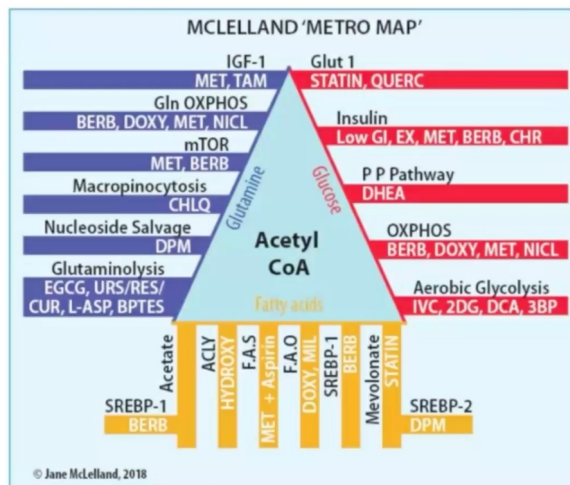 MCLELLAND 'METRO MAP'
IGF-1
MET, TAM
Gln OXPHOS
BERB, DOXY, MET, NICL
mTOR
MET, BERB
Macropinocytosis
CHLQ
Nucleoside Salvage
DPM
Glutaminolysis
EGCG, URS/RES/
CUR, L-ASP, BPTES
Glut 1
STATIN, QUERC
Insulin
Low GI, EX, MET, BERB, CHR
P P Pathway
DHEA
OXPHOS
BERB, DOXY, MET, NICL
Aerobic Glycolysis
IVC, 2DG, DCA, 3BP
Glutamine
Glucose
Acetyl
CoA
Fatty acids
Acetate
ACLY
HYDROXY
F.A.S
MET + Aspirin
F.A.O
DOXY, MIL
SREBP-1
BERB
Mevolonate
STATIN
SREBP-1
BERB
SREBP-2
DPM
© Jane McLelland, 2018